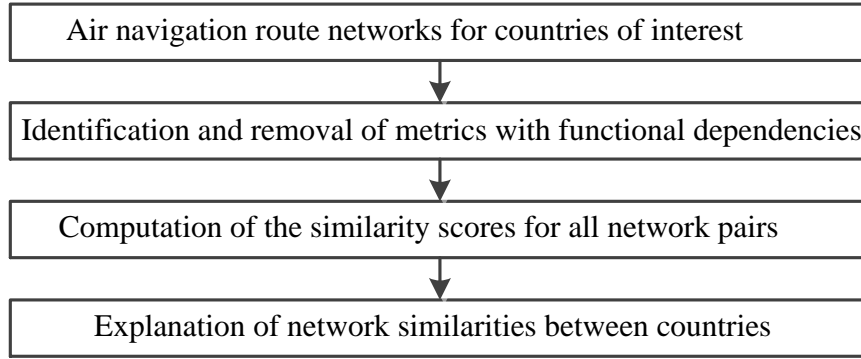 Air navigation route networks for countries of interest
Identification and removal of metrics with functional dependencies
Computation of the similarity scores for all network pairs
Explanation of network similarities between countries